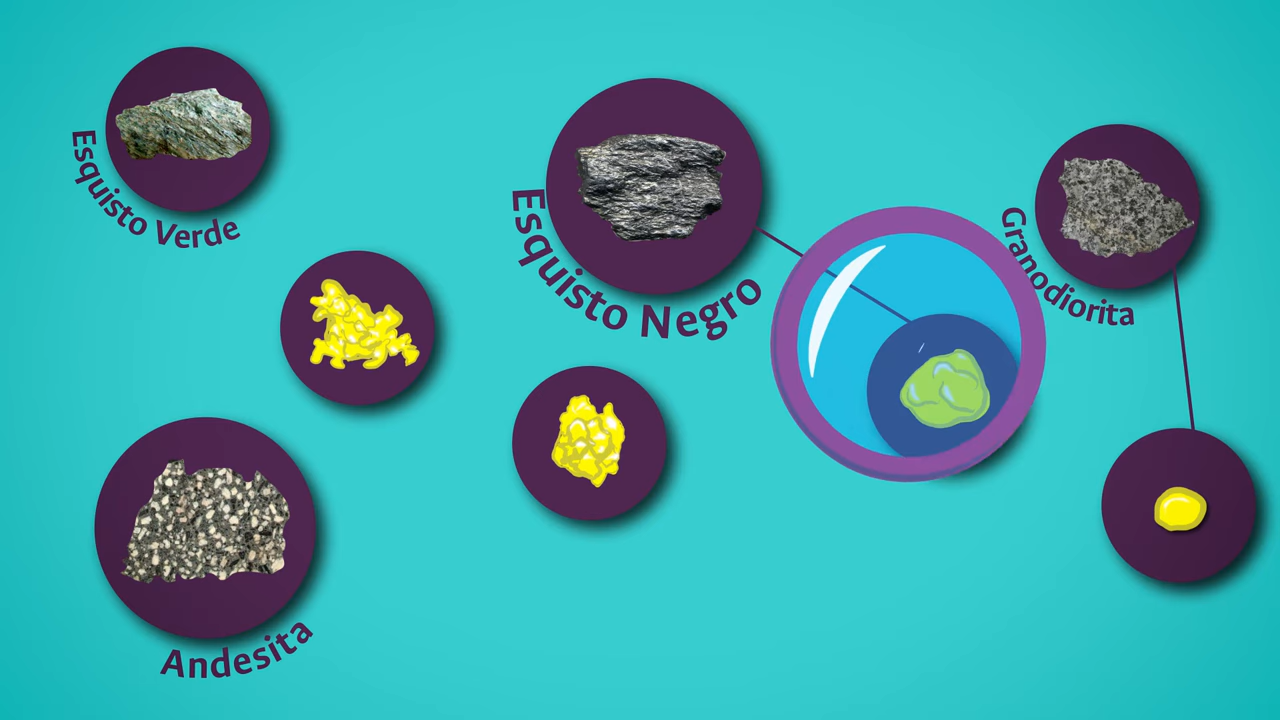 Esquisto Verde
Esquisto Negro
Granodiorita
Andesita